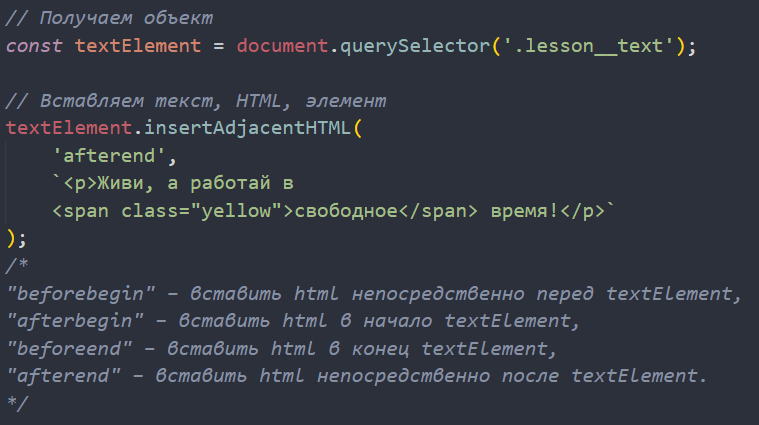 // Получаем объект
const textElement = document.querySelector('.lesson__text');
// Вставляем текст, HTML, элемент
textElement.insertAdjacentHTML(
'afterend',
`<p>Живи, а работай в
<span class="yellow">свободное</span> время!</p>`
);
/*
"beforebegin" – вставить html непосредственно перед textElement,
"afterbegin" – вставить html в начало textElement,
"beforeend" – вставить html в конец textElement,
"afterend" – вставить html непосредственно после textElement.
*/